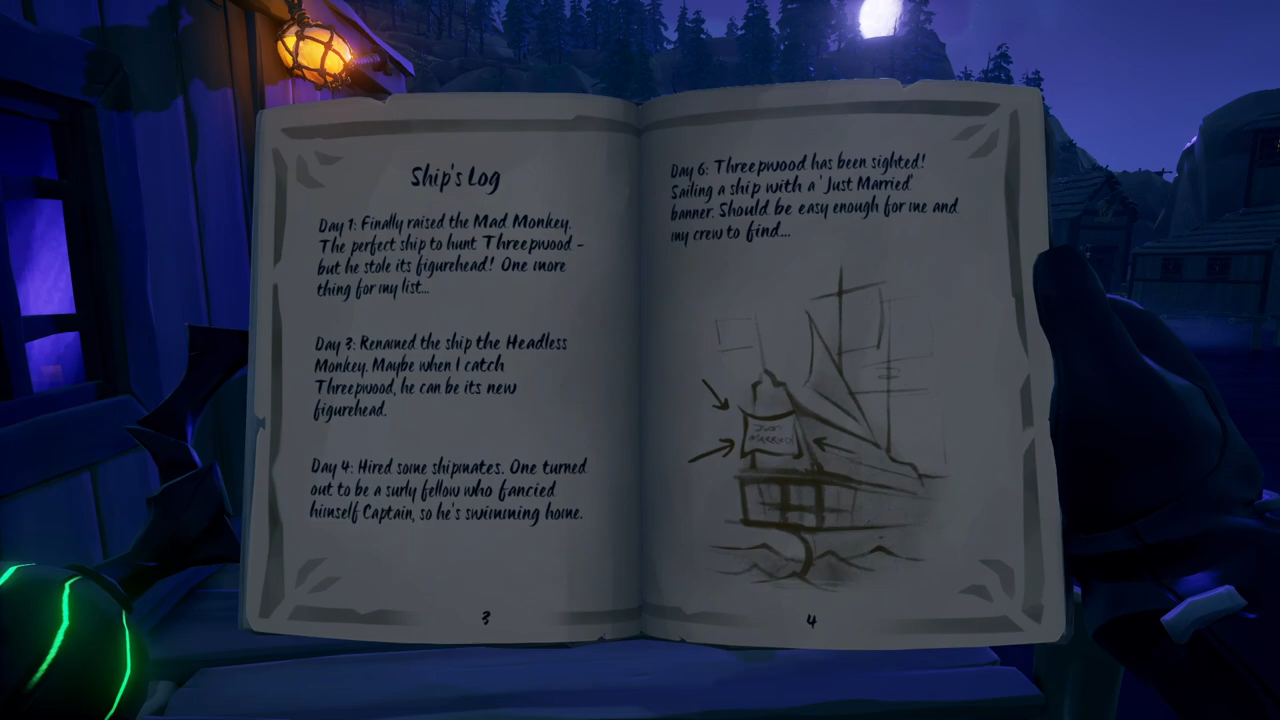 Ship's Log
Day 1: Finally raised the Mad Monkey.
The perfect ship to hunt Threepwood -
but he stole its figurehead! One more
thing for my list...
Day 3: Renamed the ship the Headless
Monkey. Maybe when I catch
Threepwood, he can be its new
figurehead.
Day 4: Hired some shipmates. One turned
out to be a surly fellow who fancied
himself Captain, so he's swimming home.
3
Day 6: Threepwood has been sighted!
Sailing a ship with a 'Just Married'
banner. Should be easy enough for me and
my crew to find...
JUST
MARRIED
4